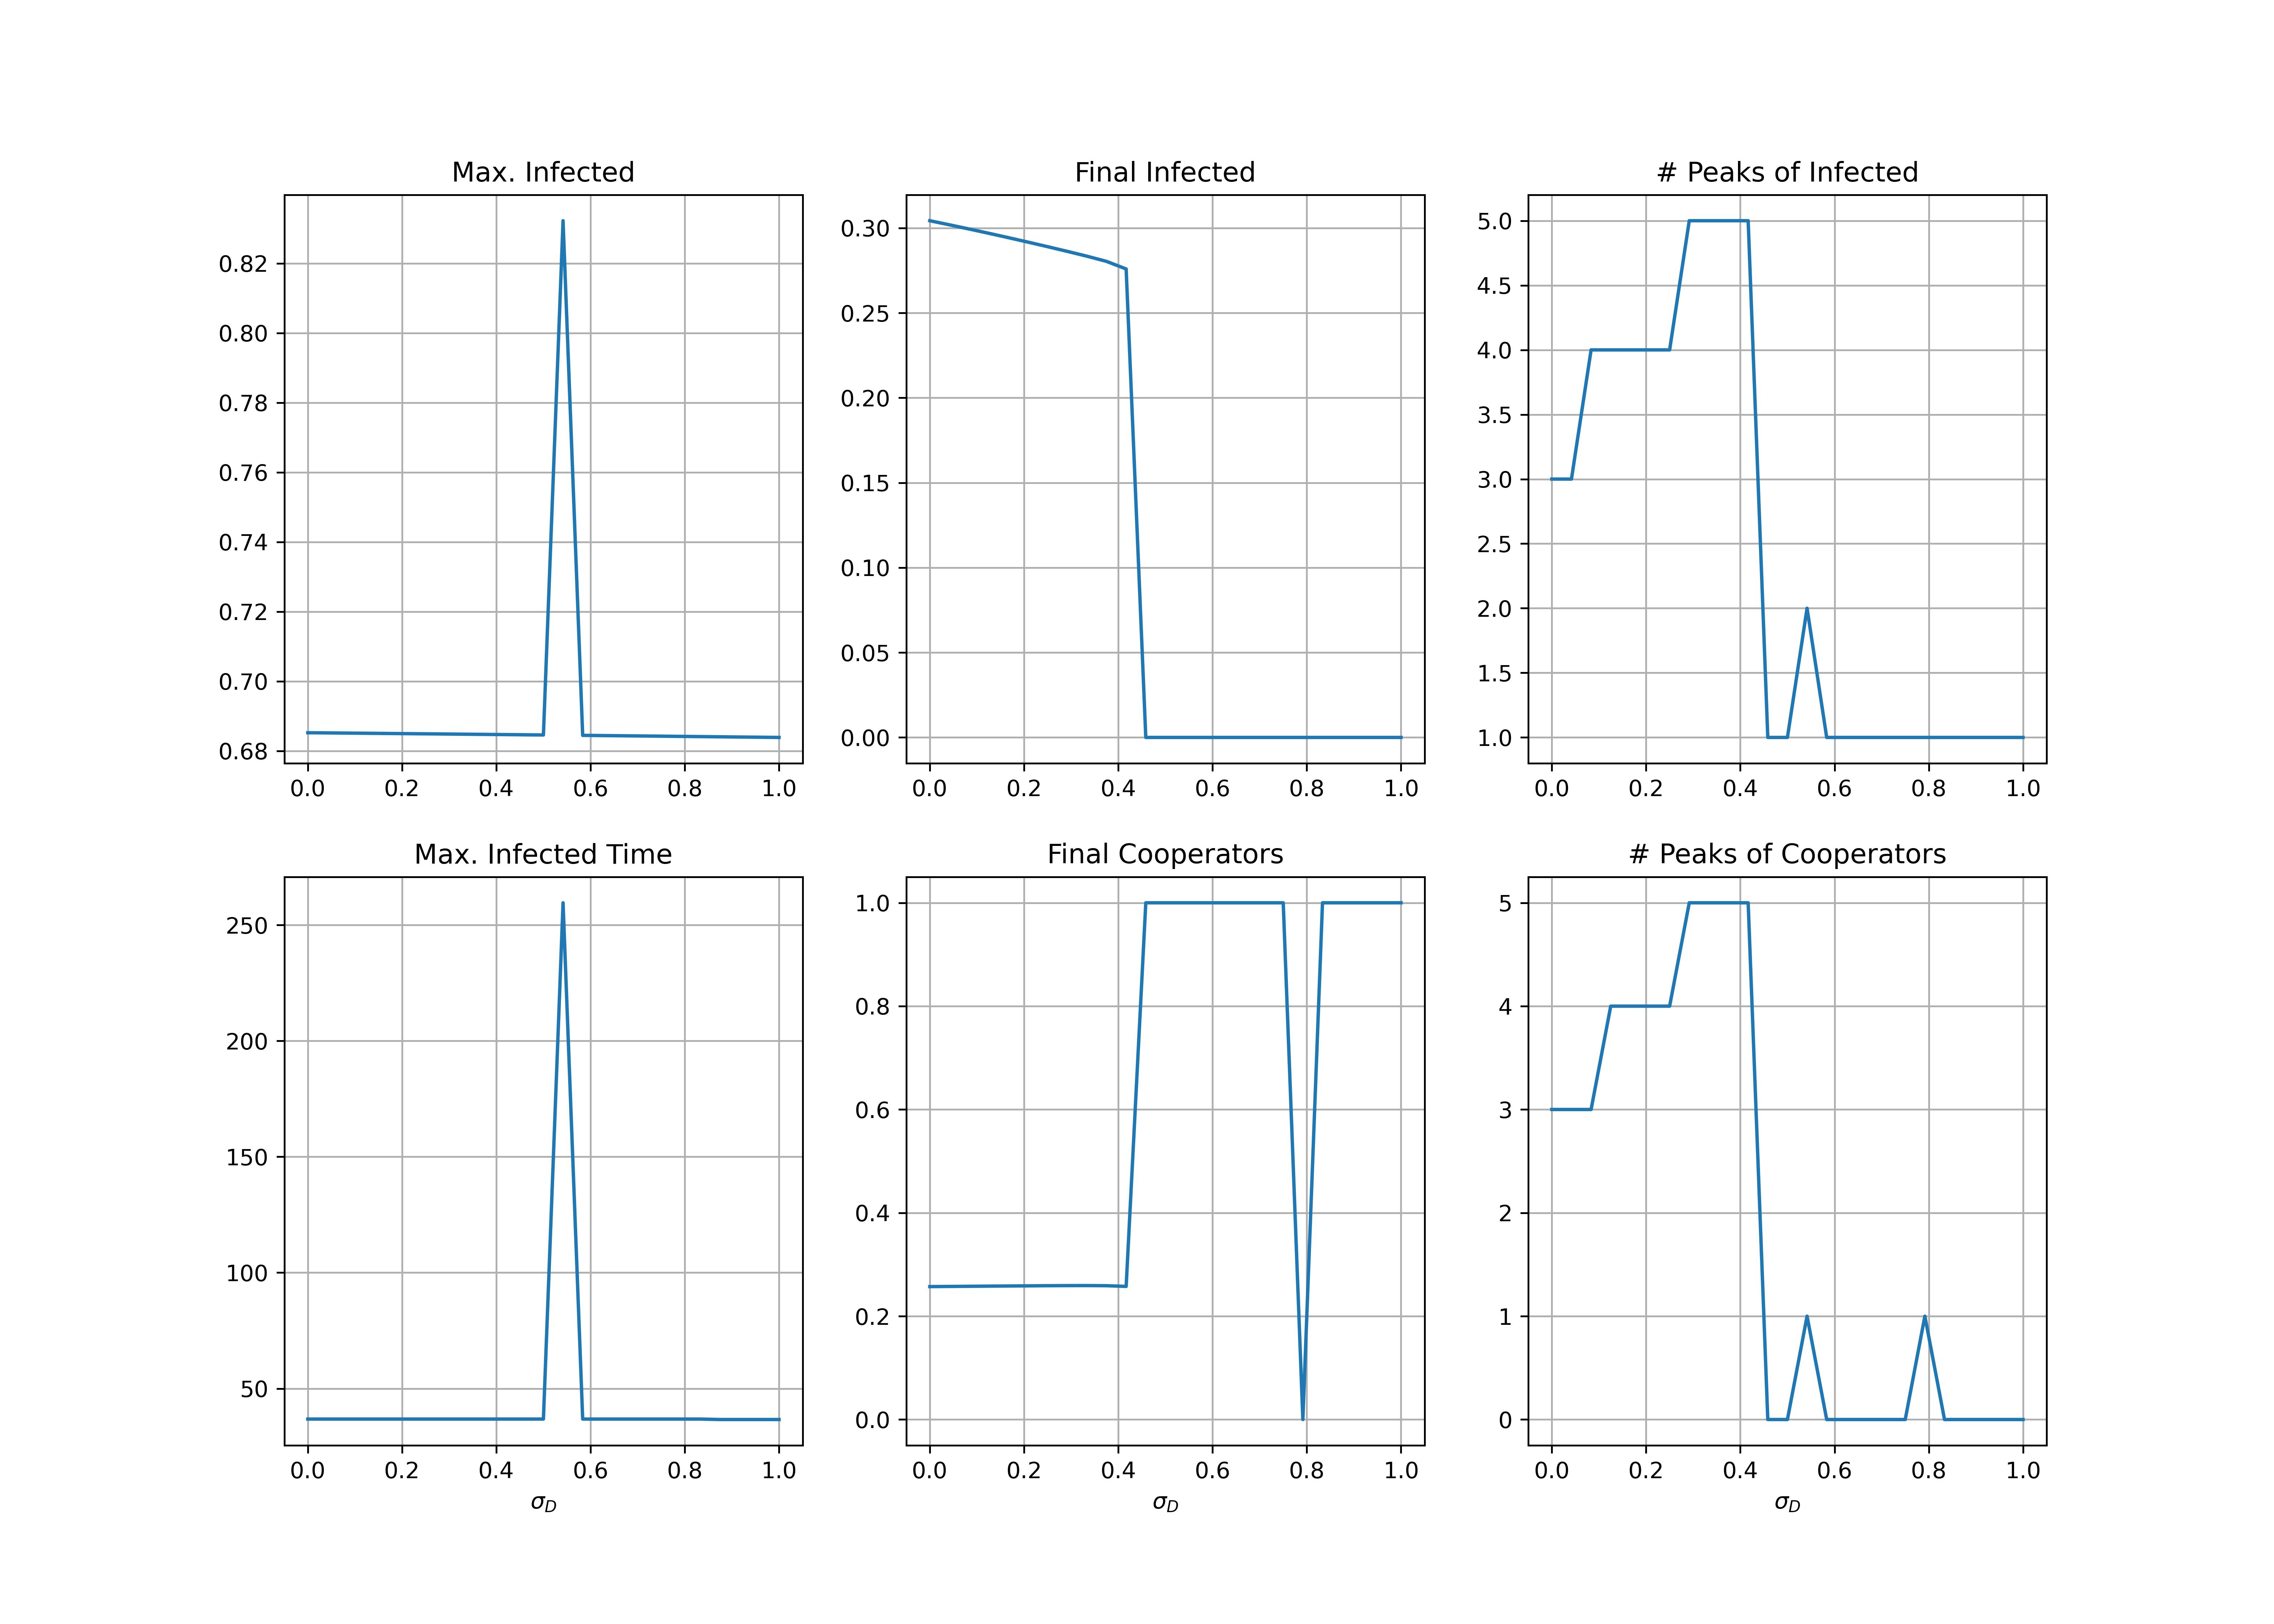 Max. Infected
0.82
0.80
0.78
0.76
0.74
0.72
0.70
0.68
0.0 0.2 0.4 0.6 0.8 1.0
Final Infected
0.30
0.25
0.20
0.15
0.10
0.05
0.00
0.0 0.2 0.4 0.6 0.8 1.0
# Peaks of Infected
5.0
4.5
4.0
3.5
3.0
2.5
2.0
1.5
1.0
0.0 0.2 0.4 0.6 0.8 1.0
Max. Infected Time
250
200
150
100
50
0.0 0.2 0.4 0.6 0.8 1.0
σ_D
Final Cooperators
1.0
0.8
0.6
0.4
0.2
0.0
0.0 0.2 0.4 0.6 0.8 1.0
σ_D
# Peaks of Cooperators
5
4
3
2
1
0
0.0 0.2 0.4 0.6 0.8 1.0
σ_D